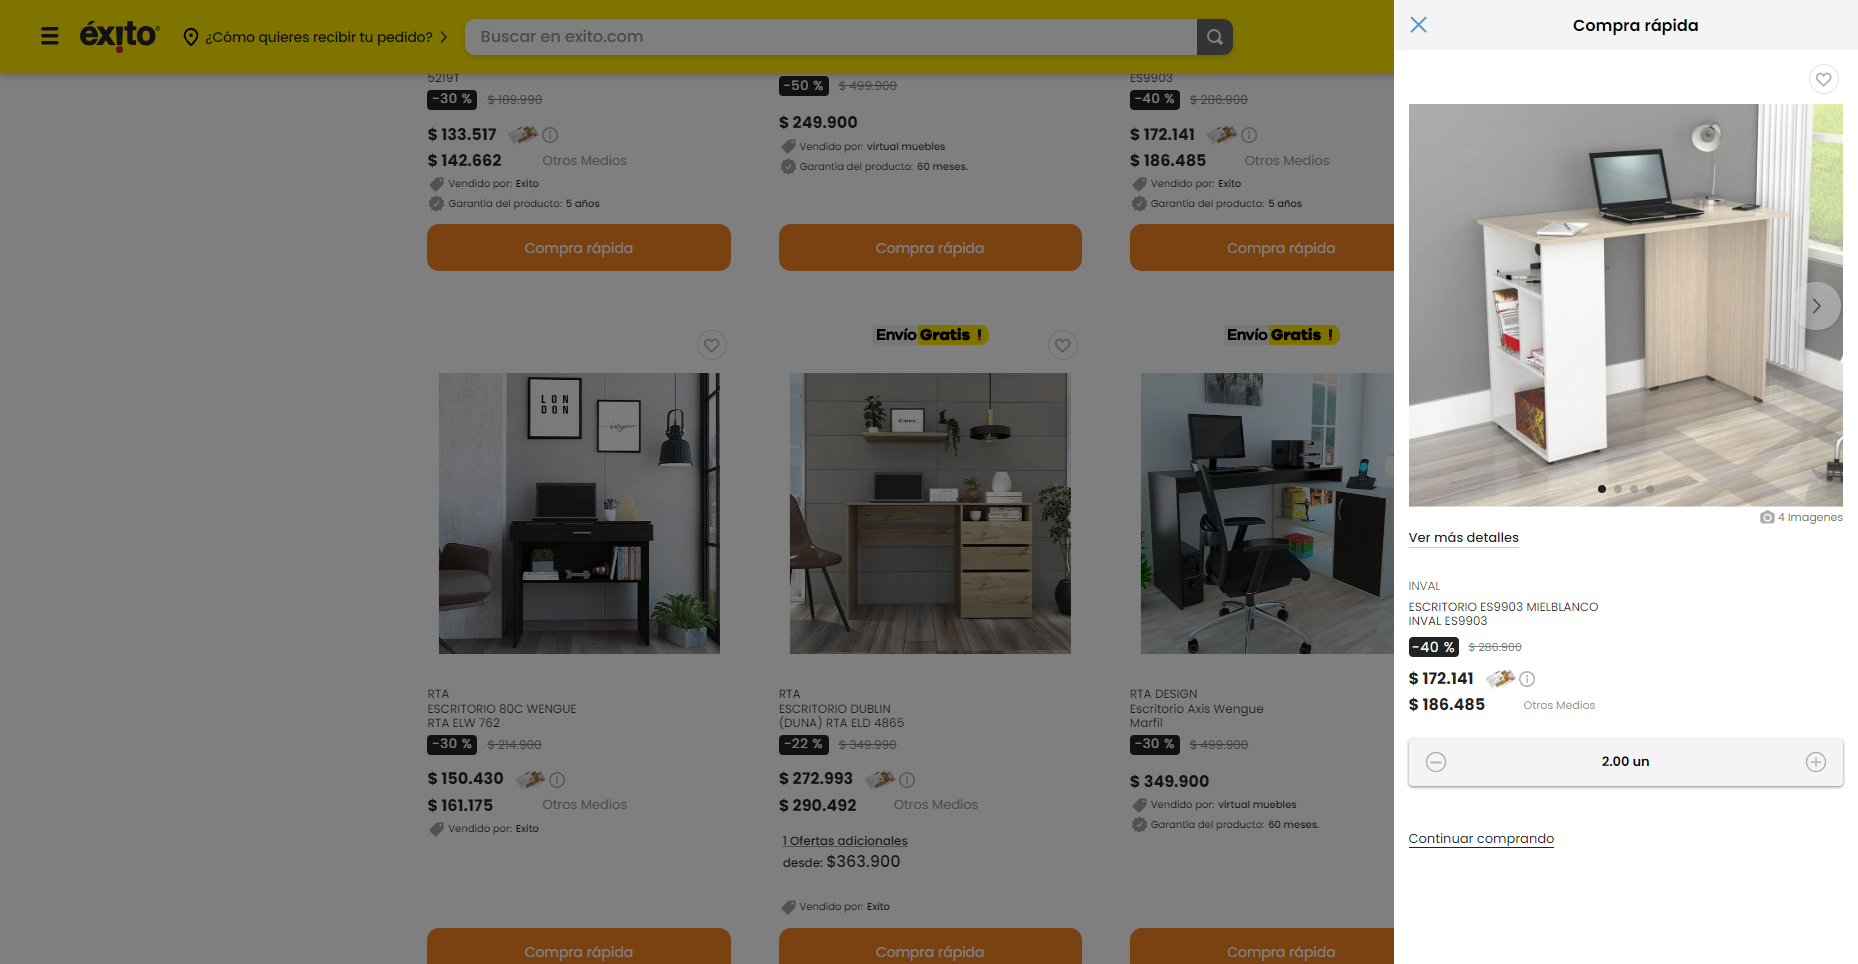 éxito
¿Cómo quieres recibir tu pedido?
Buscar en exito.com
5219T
-30 % $ 189.990
$ 133.517
$ 142.662 Otros Medios
Vendido por: Exito
Garantía del producto: 5 años
Compra rápida
-50 % $ 499.900
$ 249.900
Vendido por: virtual muebles
Garantía del producto: 60 meses.
Compra rápida
ES9903
-40 % $ 286.900
$ 172.141
$ 186.485 Otros Medios
Vendido por: Exito
Garantía del producto: 5 años
Compra rápida
LON
DON
RTA
ESCRITORIO 80C WENGUE
RTA ELW 762
-30 % $ 214.900
$ 150.430
$ 161.175 Otros Medios
Vendido por: Exito
Compra rápida
Envío Gratis !
RTA
ESCRITORIO DUBLIN
(DUNA) RTA ELD 4865
-22 % $ 349.990
$ 272.993
$ 290.492 Otros Medios
1 Ofertas adicionales
desde: $363.900
Vendido por: Exito
Compra rápida
Envío Gratis !
RTA DESIGN
Escritorio Axis Wengue
Marfil
-30 % $ 499.900
$ 349.900
Vendido por: virtual muebles
Garantía del producto: 60 meses.
Compra rápida
Compra rápida
4 Imagenes
Ver más detalles
INVAL
ESCRITORIO ES9903 MIELBLANCO
INVAL ES9903
-40 % $ 286.900
$ 172.141
$ 186.485 Otros Medios
2.00 un
Continuar comprando